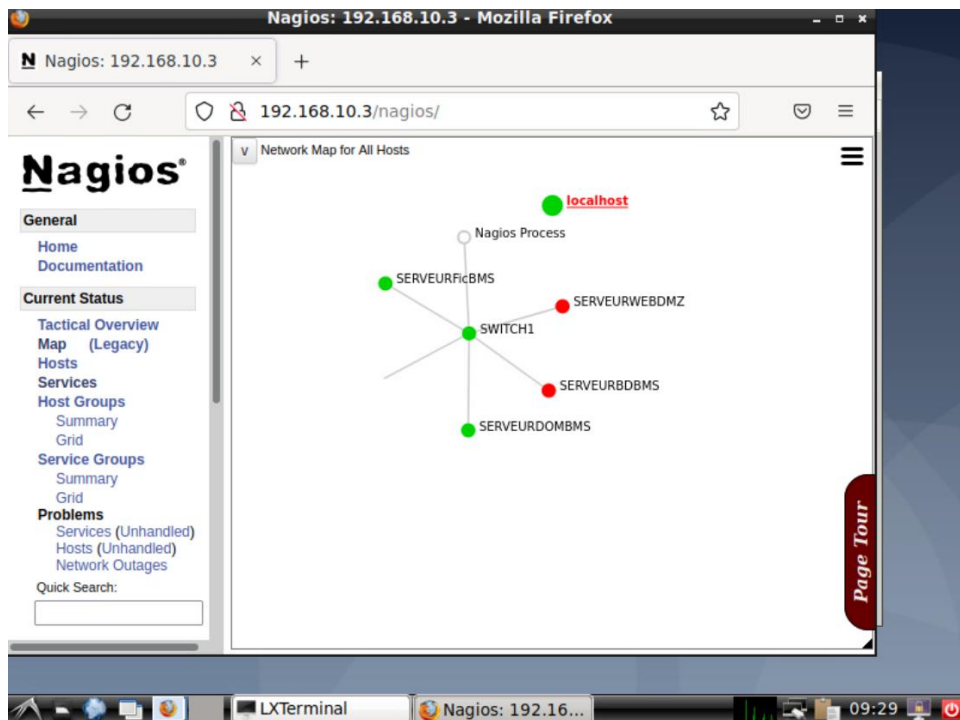 Nagios: 192.168.10.3 - Mozilla Firefox
N Nagios: 192.168.10.3
192.168.10.3/nagios/
Nagios®
General
Home
Documentation
Current Status
Tactical Overview
Map (Legacy)
Hosts
Services
Host Groups
Summary
Grid
Service Groups
Summary
Grid
Problems
Services (Unhandled)
Hosts (Unhandled)
Network Outages
Quick Search:
v Network Map for All Hosts
localhost
Nagios Process
SERVEURFicBMS
SERVEURWEBDMZ
SWITCH1
SERVEURBDBMS
SERVEURDOMBMS
Page Tour
LXTerminal
Nagios: 192.16...
09:29